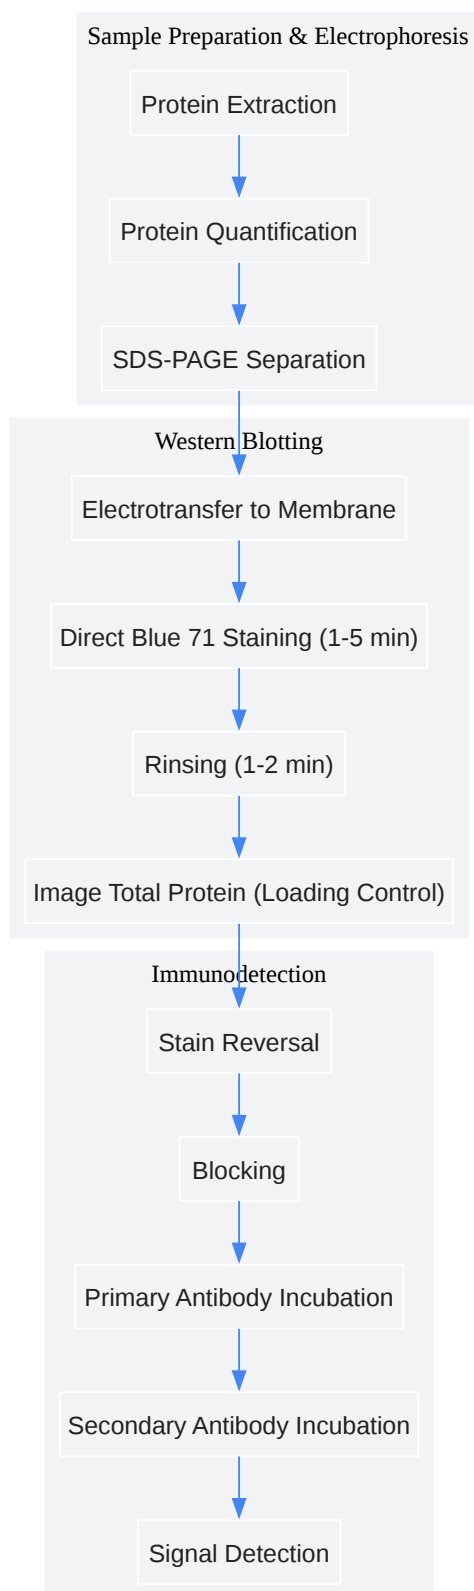 Sample Preparation & Electrophoresis
Protein Extraction
Protein Quantification
SDS-PAGE Separation
Western Blotting
Electrotransfer to Membrane
Direct Blue 71 Staining (1-5 min)
Rinsing (1-2 min)
Image Total Protein (Loading Control)
Immunodetection
Stain Reversal
Blocking
Primary Antibody Incubation
Secondary Antibody Incubation
Signal Detection